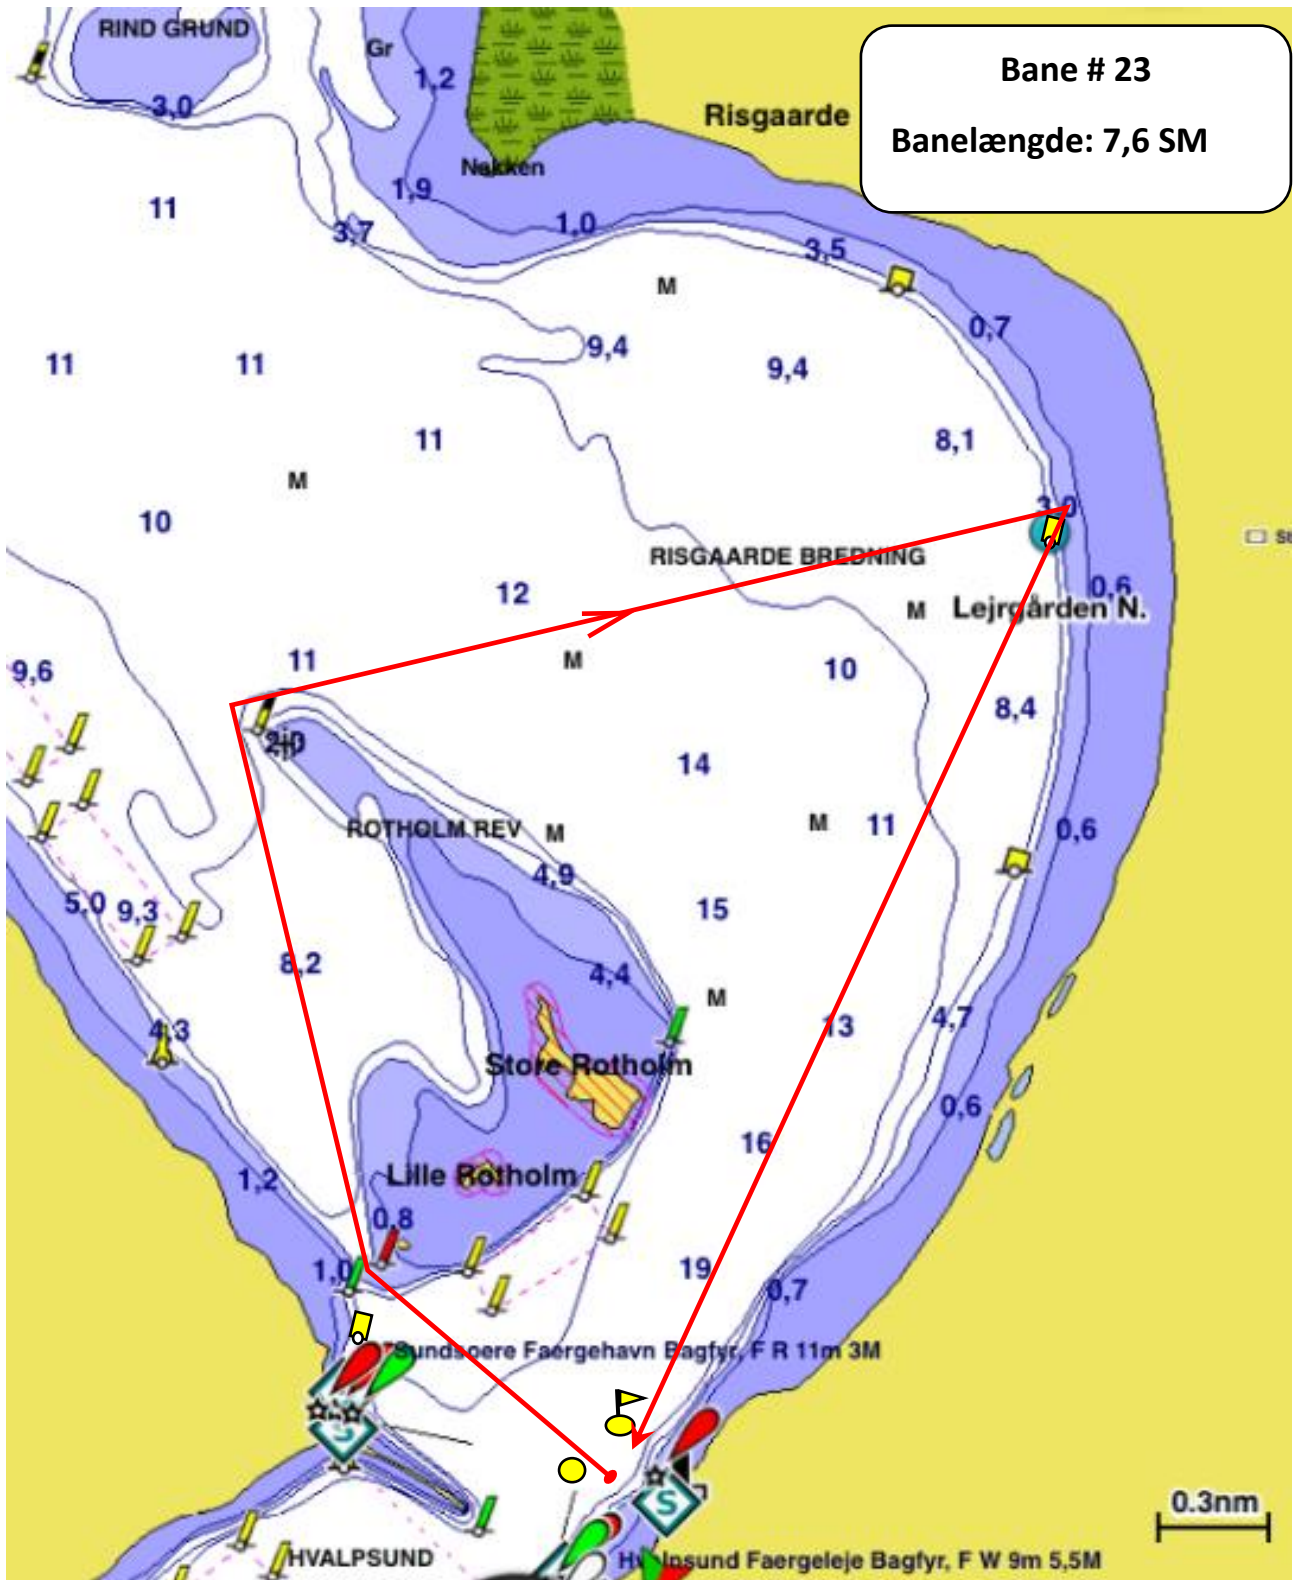 RIND GRUND
Gr
1,2
Bane # 23
Banelængde: 7,6 SM
Risgaarde
3,0
Nakken
1,9
11
3,7
1,0
3,5
M
0,7
9,4
9,4
11
11
11
8,1
M
10
3,0
RISGAARDE BREDNING
12
0,6
M
Lejrgården N.
11
M
10
9,6
8,4
2,0
14
ROTHOLM REV
M
M
11
0,6
4,9
5,0
9,3
15
8,2
4,4
M
4,3
13
4,7
Store Rotholm
0,6
16
1,2
Lille Rotholm
0,8
1,0
19
0,7
Sundsoere Faergehavn Bagfyr, F R 11m 3M
S
S
0.3nm
HVALPSUND
Hvalpsund Faergeleje Bagfyr, F W 9m 5,5M